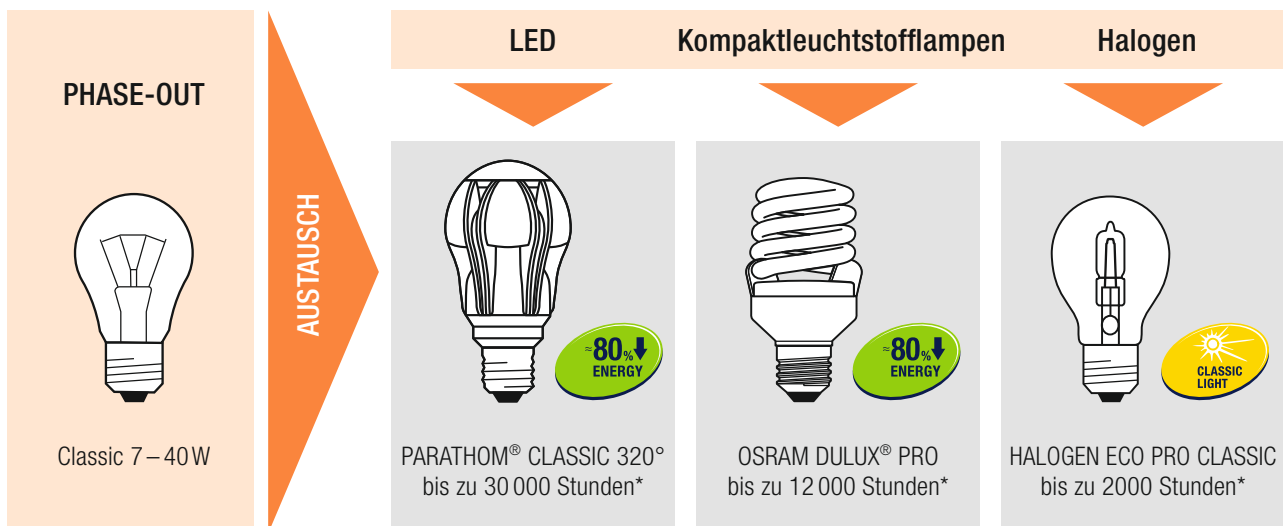 PHASE-OUT
Classic 7 – 40 W
AUSTAUSCH
LED
Kompaktleuchtstofflampen
Halogen
≈80% ENERGY
PARATHOM® CLASSIC 320°
bis zu 30 000 Stunden*
≈80% ENERGY
OSRAM DULUX® PRO
bis zu 12 000 Stunden*
CLASSIC
LIGHT
HALOGEN ECO PRO CLASSIC
bis zu 2000 Stunden*